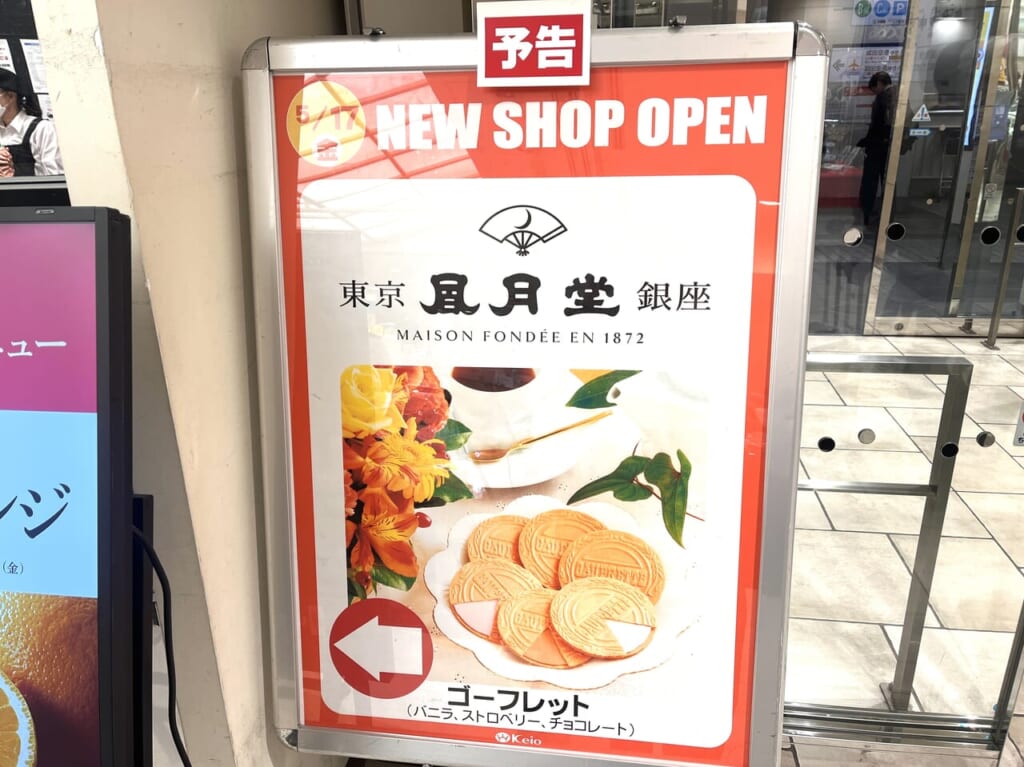 予告
5/17
NEW SHOP OPEN
東京 凮月堂 銀座
MAISON FONDÉE EN 1872
GAUFRETTE
ゴーフレット
(バニラ、ストロベリー、チョコレート)
Keio
ニュー
ンジ
(金)